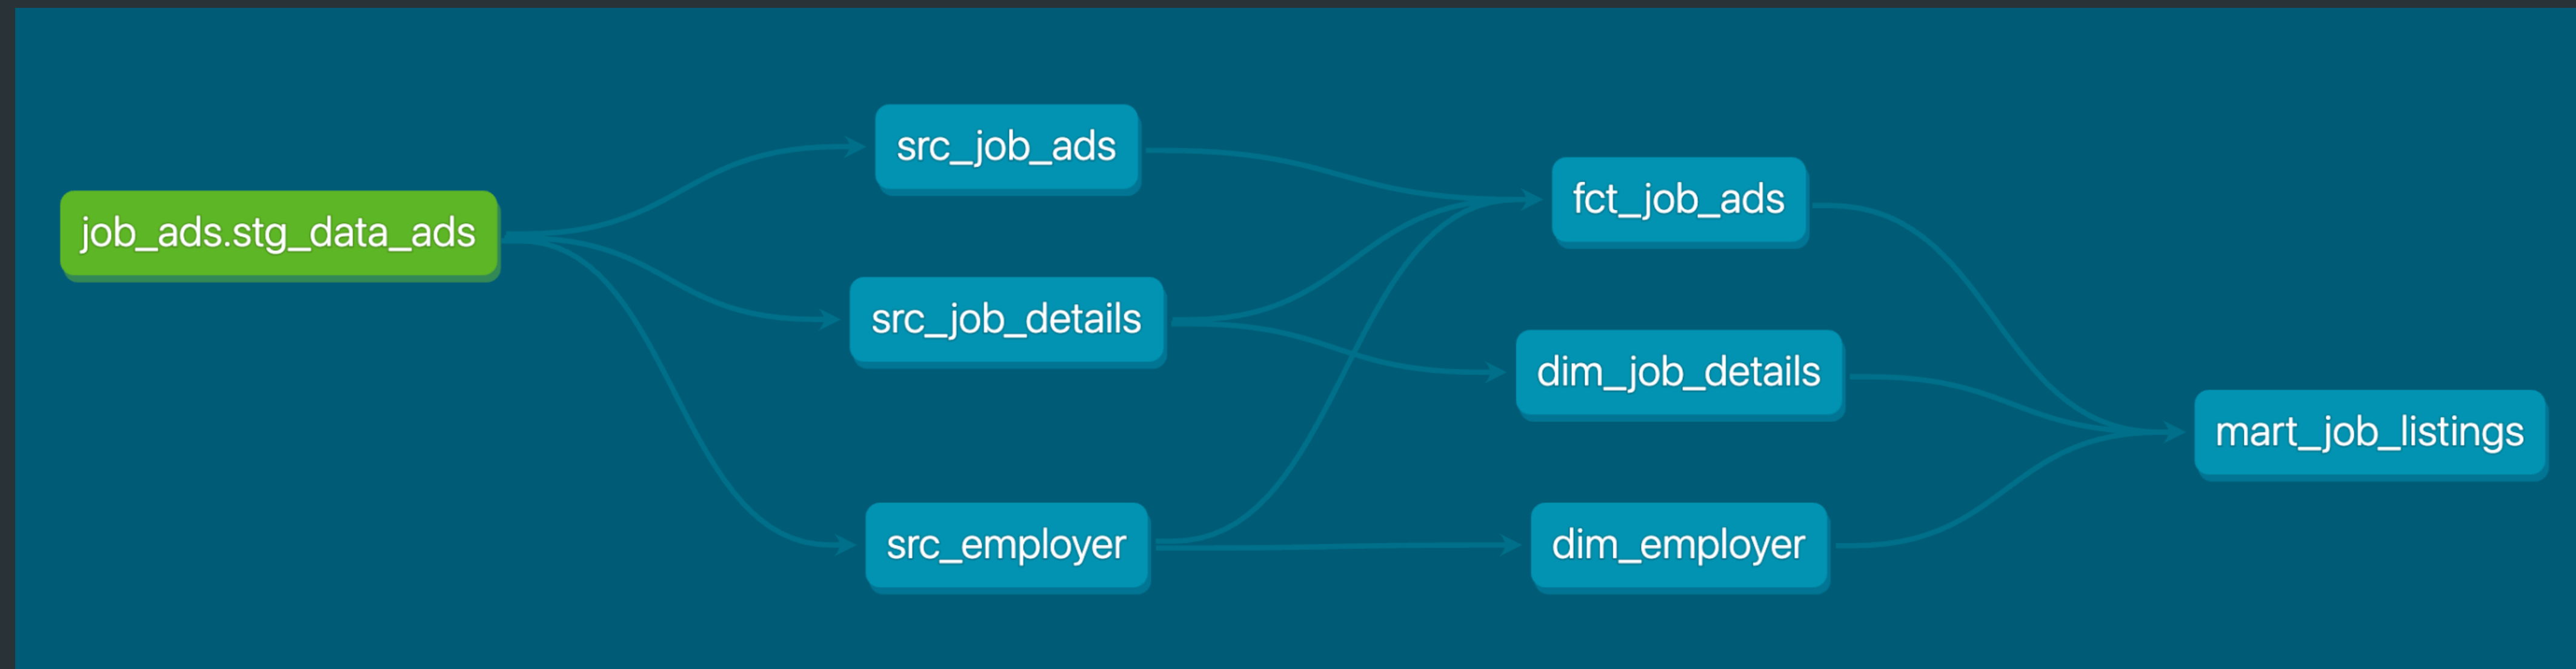 job_ads.stg_data_ads
src_job_ads
src_job_details
src_employer
fct_job_ads
dim_job_details
dim_employer
mart_job_listings